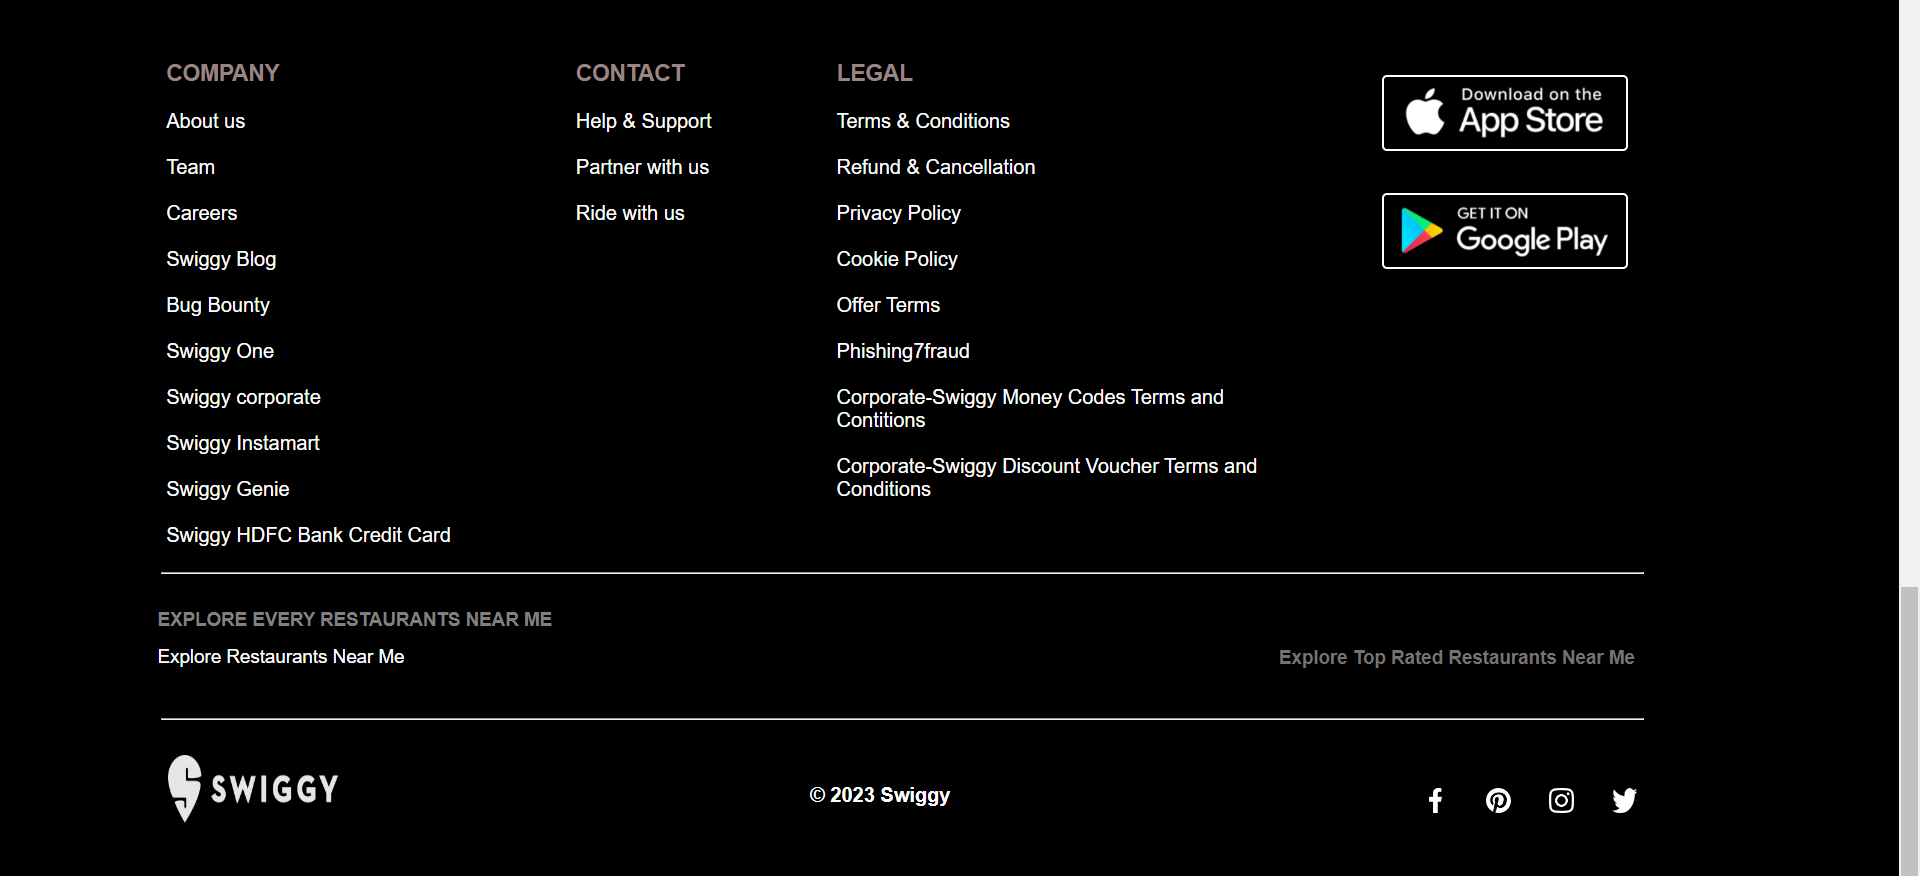 COMPANY
About us
Team
Careers
Swiggy Blog
Bug Bounty
Swiggy One
Swiggy corporate
Swiggy Instamart
Swiggy Genie
Swiggy HDFC Bank Credit Card
CONTACT
Help & Support
Partner with us
Ride with us
LEGAL
Terms & Conditions
Refund & Cancellation
Privacy Policy
Cookie Policy
Offer Terms
Phishing7fraud
Corporate-Swiggy Money Codes Terms and
Contitions
Corporate-Swiggy Discount Voucher Terms and
Conditions
Download on the
App Store
GET IT ON
Google Play
EXPLORE EVERY RESTAURANTS NEAR ME
Explore Restaurants Near Me
Explore Top Rated Restaurants Near Me
SWIGGY
© 2023 Swiggy